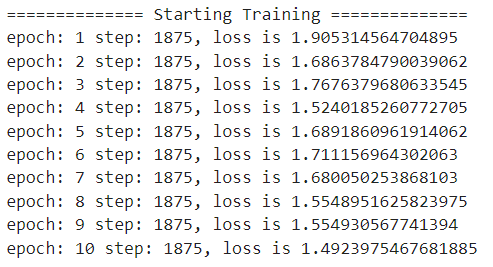 ============== Starting Training ==============
epoch: 1 step: 1875, loss is 1.905314564704895
epoch: 2 step: 1875, loss is 1.6863784790039062
epoch: 3 step: 1875, loss is 1.7676379680633545
epoch: 4 step: 1875, loss is 1.5240185260772705
epoch: 5 step: 1875, loss is 1.6891860961914062
epoch: 6 step: 1875, loss is 1.711156964302063
epoch: 7 step: 1875, loss is 1.680050253868103
epoch: 8 step: 1875, loss is 1.5548951625823975
epoch: 9 step: 1875, loss is 1.554930567741394
epoch: 10 step: 1875, loss is 1.4923975467681885